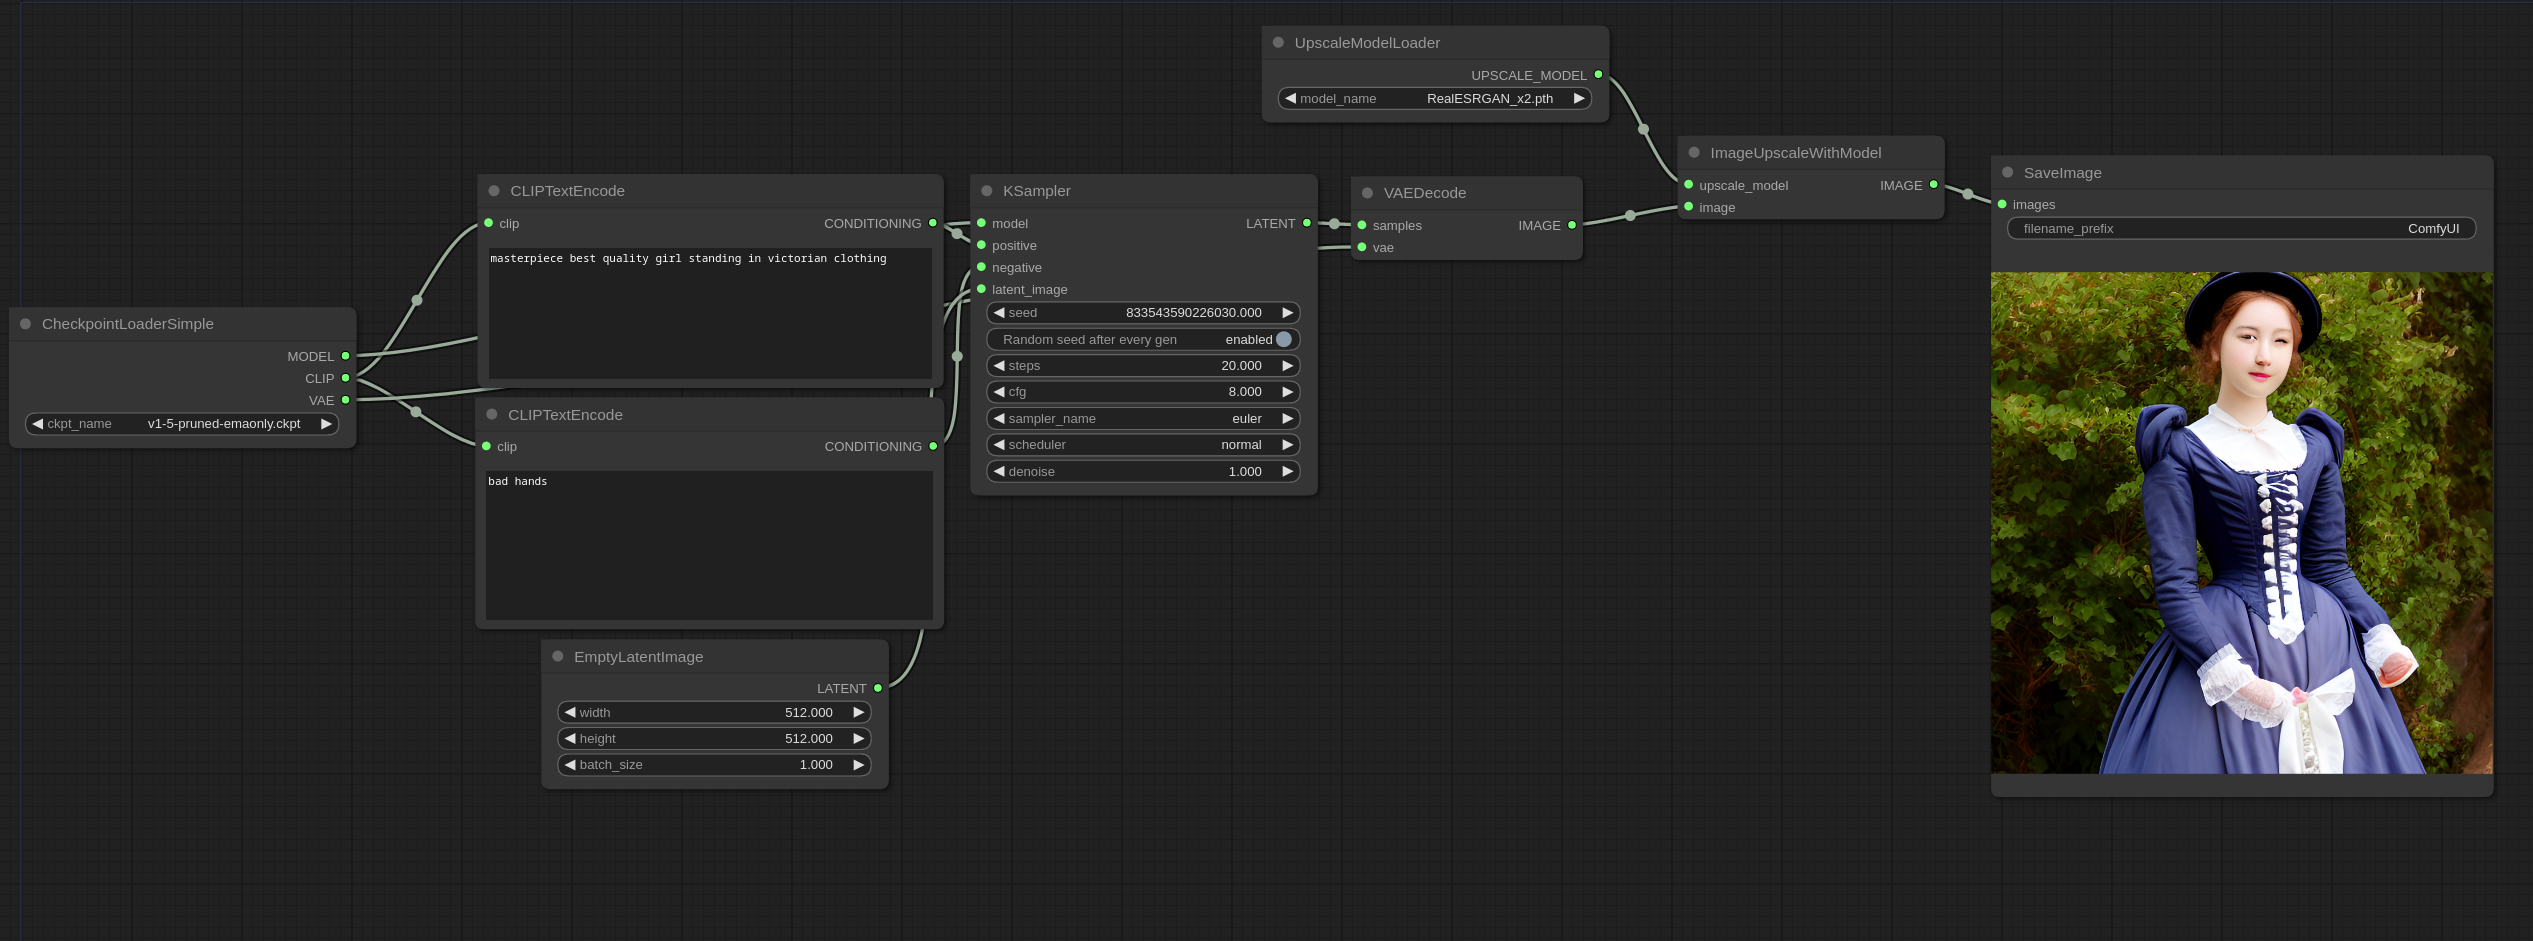 UpscaleModelLoader
UPSCALE_MODEL
model_name RealESRGAN_x2.pth
ImageUpscaleWithModel
upscale_model IMAGE
image
SaveImage
images
filename_prefix ComfyUI
CLIPTextEncode
clip CONDITIONING
masterpiece best quality girl standing in victorian clothing
KSampler
model LATENT
positive
negative
latent_image
seed 833543590226030.000
Random seed after every gen enabled
steps 20.000
cfg 8.000
sampler_name euler
scheduler normal
denoise 1.000
VAEDecode
samples IMAGE
vae
CheckpointLoaderSimple
MODEL
CLIP
VAE
ckpt_name v1-5-pruned-emaonly.ckpt
CLIPTextEncode
clip CONDITIONING
bad hands
EmptyLatentImage
LATENT
width 512.000
height 512.000
batch_size 1.000